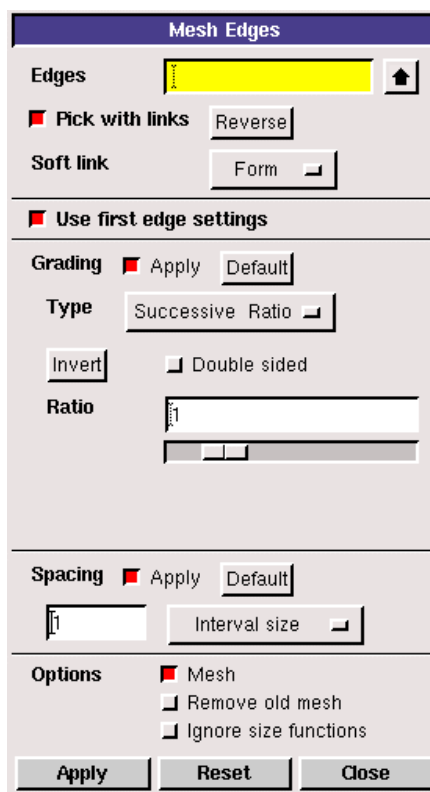 Mesh Edges
Edges
Pick with links Reverse
Soft link Form
Use first edge settings
Grading Apply Default
Type Successive Ratio
Invert Double sided
Ratio 1
Spacing Apply Default
1 Interval size
Options Mesh
Remove old mesh
Ignore size functions
Apply Reset Close